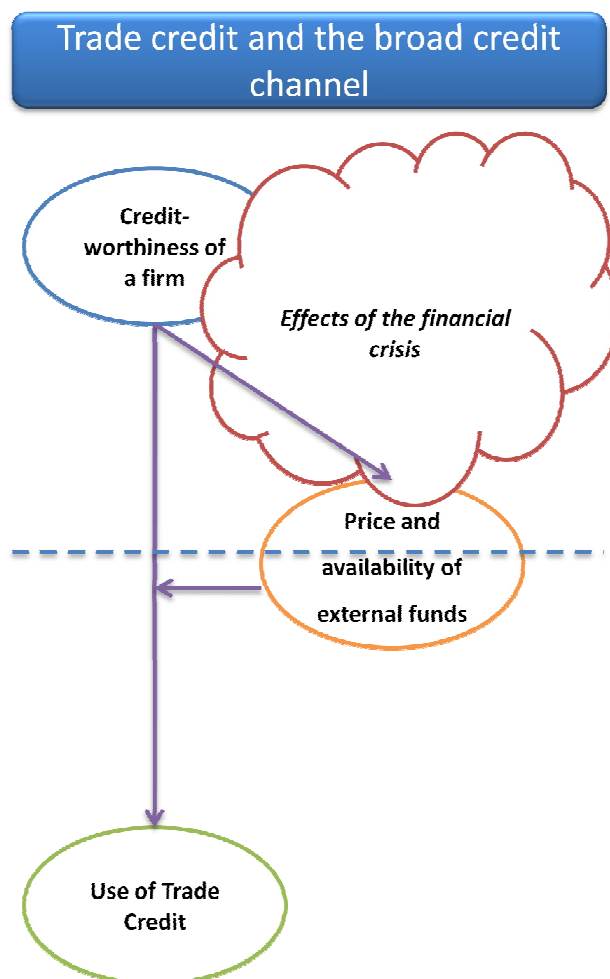 Trade credit and the broad credit
channel
Credit-
worthiness of
a firm
Effects of the financial
crisis
Price and
availability of
external funds
Use of Trade
Credit